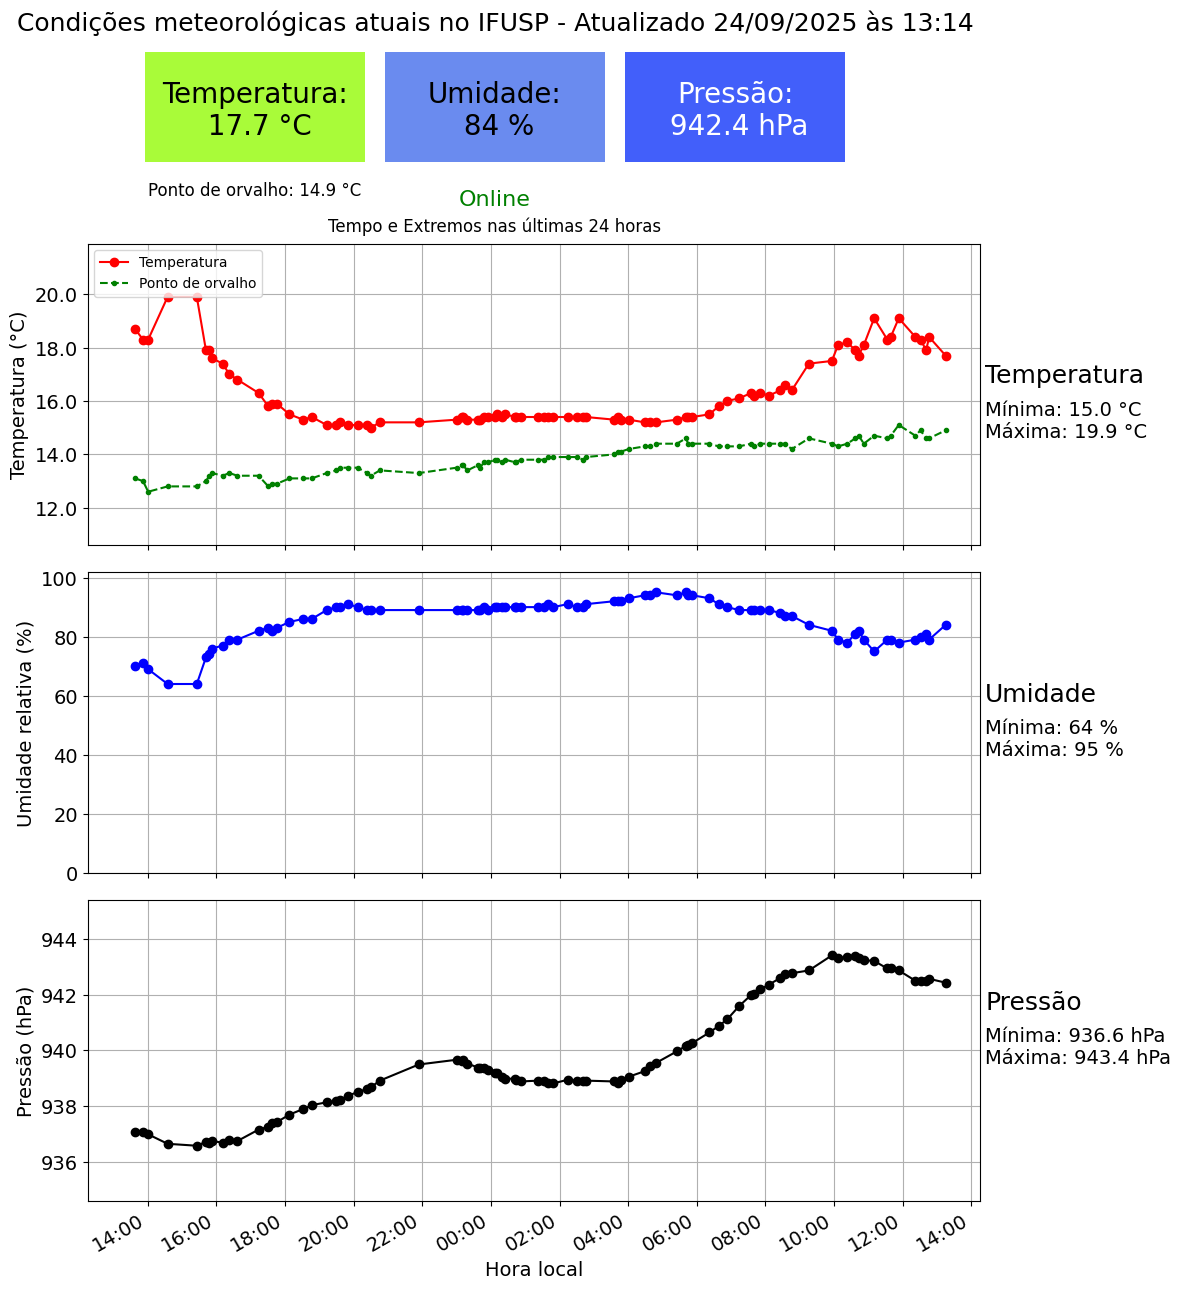 Condições meteorológicas atuais no IFUSP - Atualizado 24/09/2025 às 13:14
Temperatura:
17.7 °C
Umidade:
84 %
Pressão:
942.4 hPa
Ponto de orvalho: 14.9 °C
Online
Tempo e Extremos nas últimas 24 horas
Temperatura
Ponto de orvalho
Temperatura (°C)
20.0
18.0
16.0
14.0
12.0
Temperatura
Mínima: 15.0 °C
Máxima: 19.9 °C
Umidade relativa (%)
100
80
60
40
20
0
Umidade
Mínima: 64 %
Máxima: 95 %
Pressão (hPa)
944
942
940
938
936
Pressão
Mínima: 936.6 hPa
Máxima: 943.4 hPa
14:00 16:00 18:00 20:00 22:00 00:00 02:00 04:00 06:00 08:00 10:00 12:00 14:00
Hora local